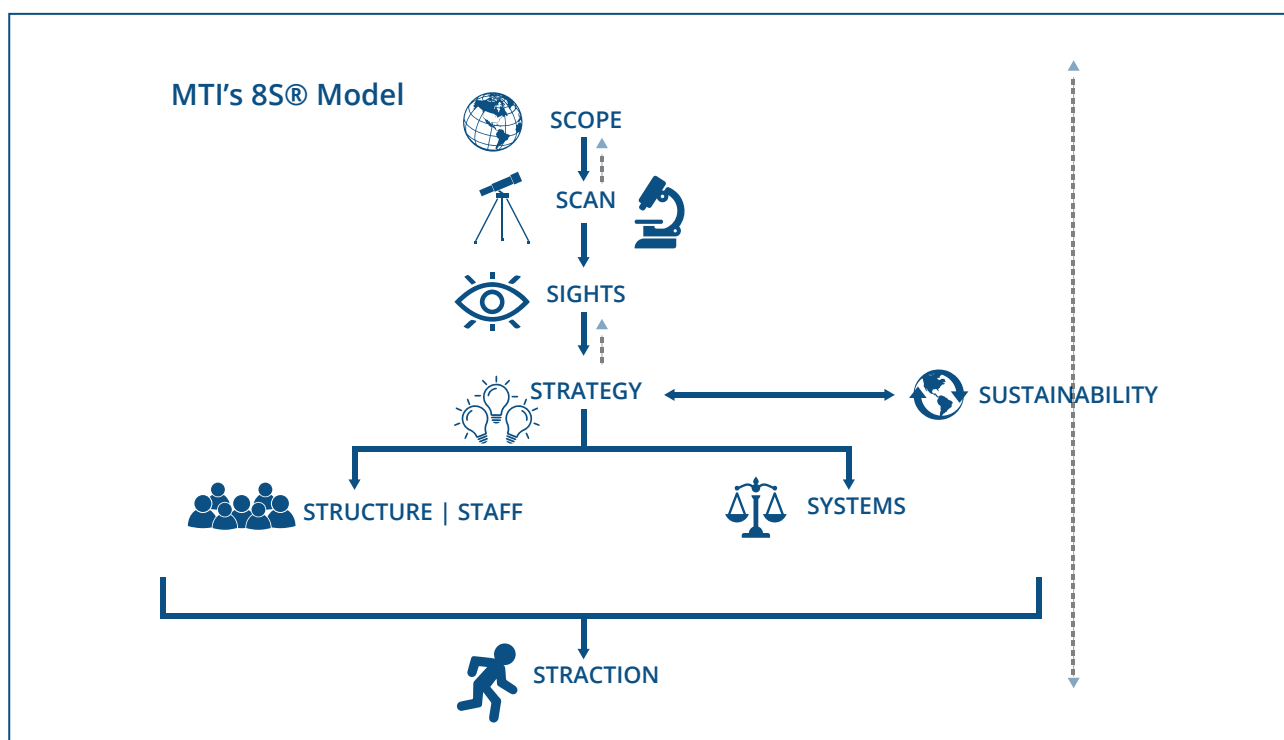 MTI's 8S® Model
SCOPE
SCAN
SIGHTS
STRATEGY
SUSTAINABILITY
STRUCTURE | STAFF
SYSTEMS
STRACTION